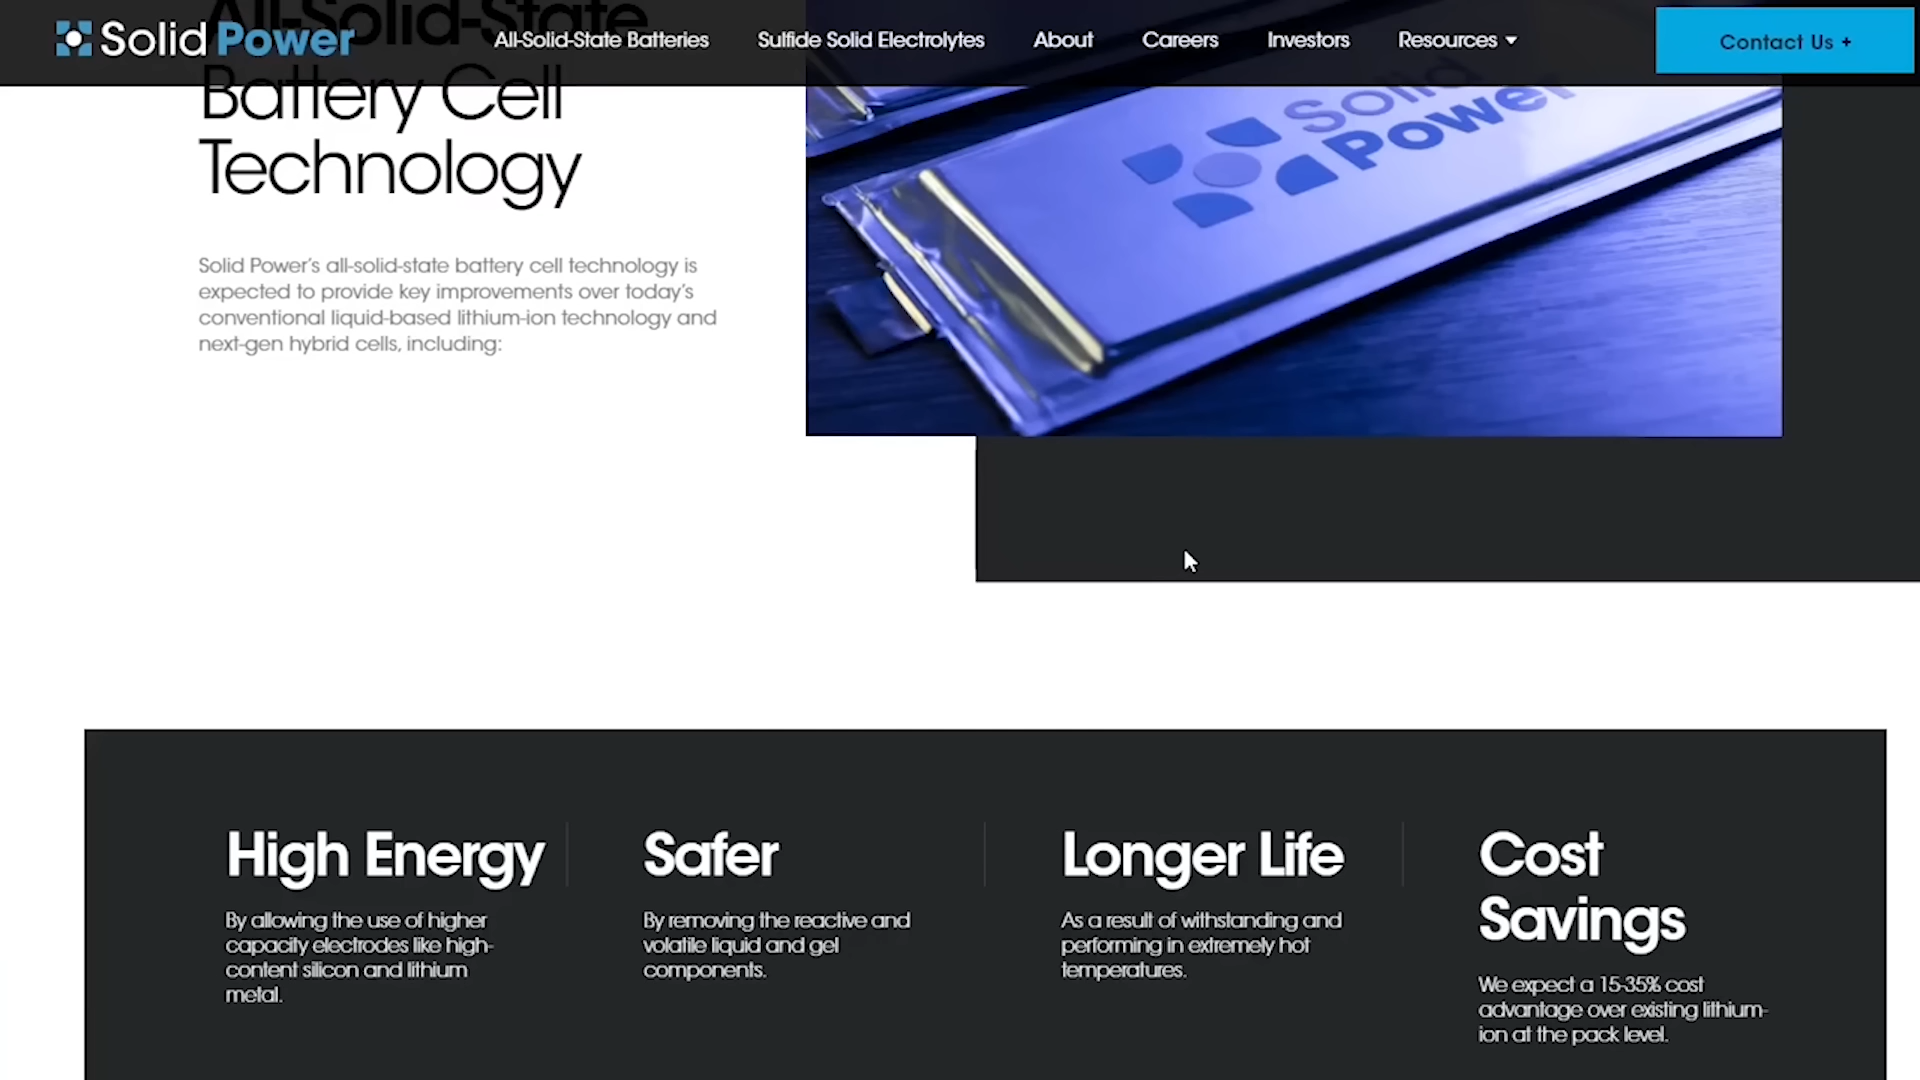 Solid Power
All-Solid-State Batteries
Sulfide Solid Electrolytes
About
Careers
Investors
Resources
Contact Us +
All-Solid-State
Battery Cell
Technology
Solid Power's all-solid-state battery cell technology is
expected to provide key improvements over today's
conventional liquid-based lithium-ion technology and
next-gen hybrid cells, including:
Solid
Power
High Energy
By allowing the use of higher
capacity electrodes like high-
content silicon and lithium
metal.
Safer
By removing the reactive and
volatile liquid and gel
components.
Longer Life
As a result of withstanding and
performing in extremely hot
temperatures.
Cost
Savings
We expect a 15-35% cost
advantage over existing lithium-
ion at the pack level.